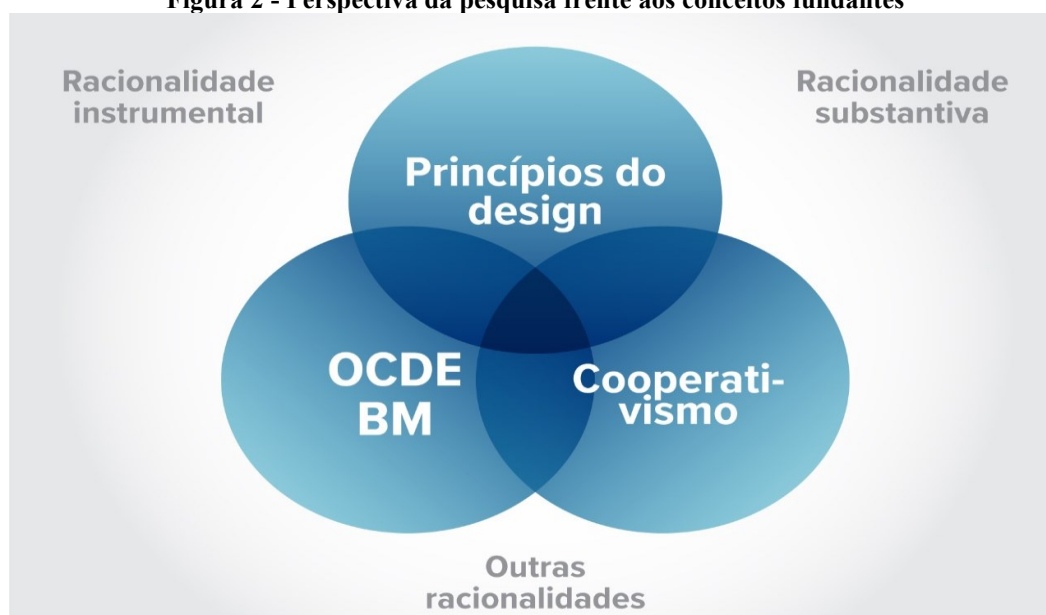 Figura 2 - Perspectiva da pesquisa frente aos conceitos fundantes
Racionalidade
instrumental
Racionalidade
substantiva
Princípios do
design
OCDE
BM
Cooperati-
vismo
Outras
racionalidades